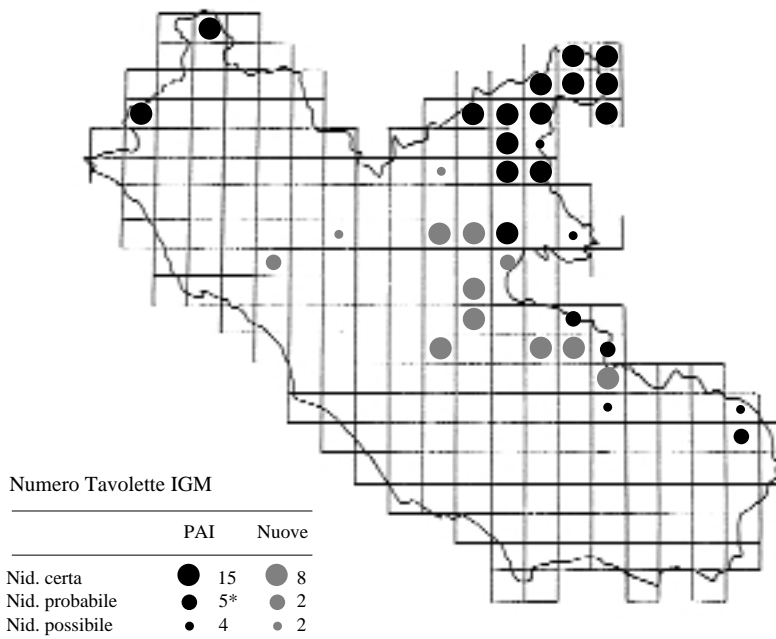 Numero Tavolette IGM
PAI Nuove
Nid. certa 15 8
Nid. probabile 5* 2
Nid. possibile 4 2